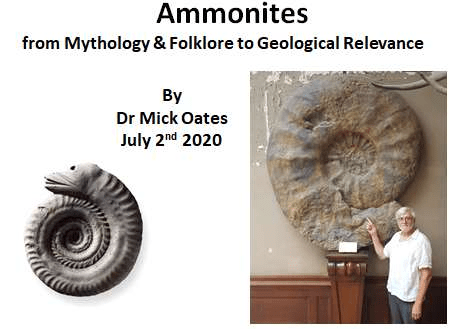 Ammonites
from Mythology & Folklore to Geological Relevance
By
Dr Mick Oates
July 2nd 2020